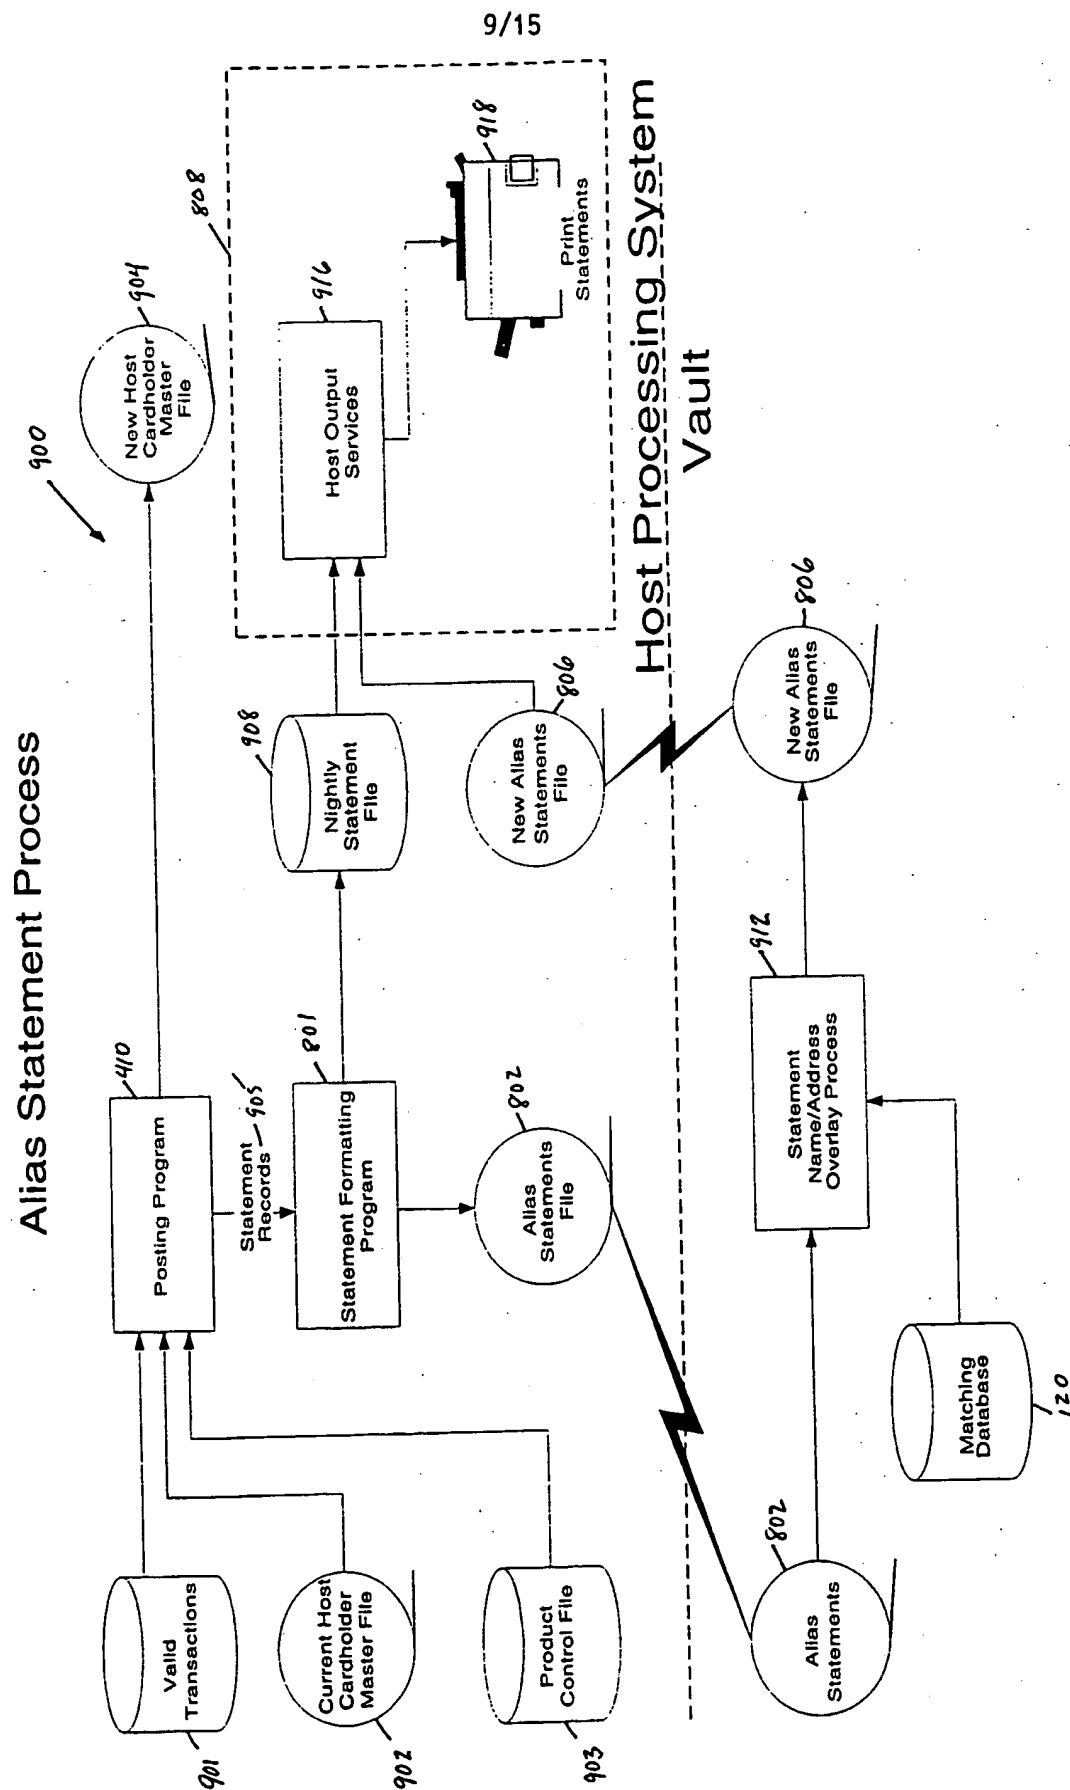 9/15
Alias Statement Process
900
Valid
Transactions
901
Current Host
Cardholder
Master File
902
Product
Control File
903
Posting Program
410
Statement
Records
905
Statement Formatting
Program
801
Alias
Statements
File
802
New Host
Cardholder
Master
File
904
Nightly
Statement
File
908
New Alias
Statements
File
806
808
Host Output
Services
916
Print
Statements
918
Host Processing System
Vault
Alias
Statements
802
Matching
Database
120
Statement
Name/Address
Overlay Process
912
New Alias
Statements
File
806